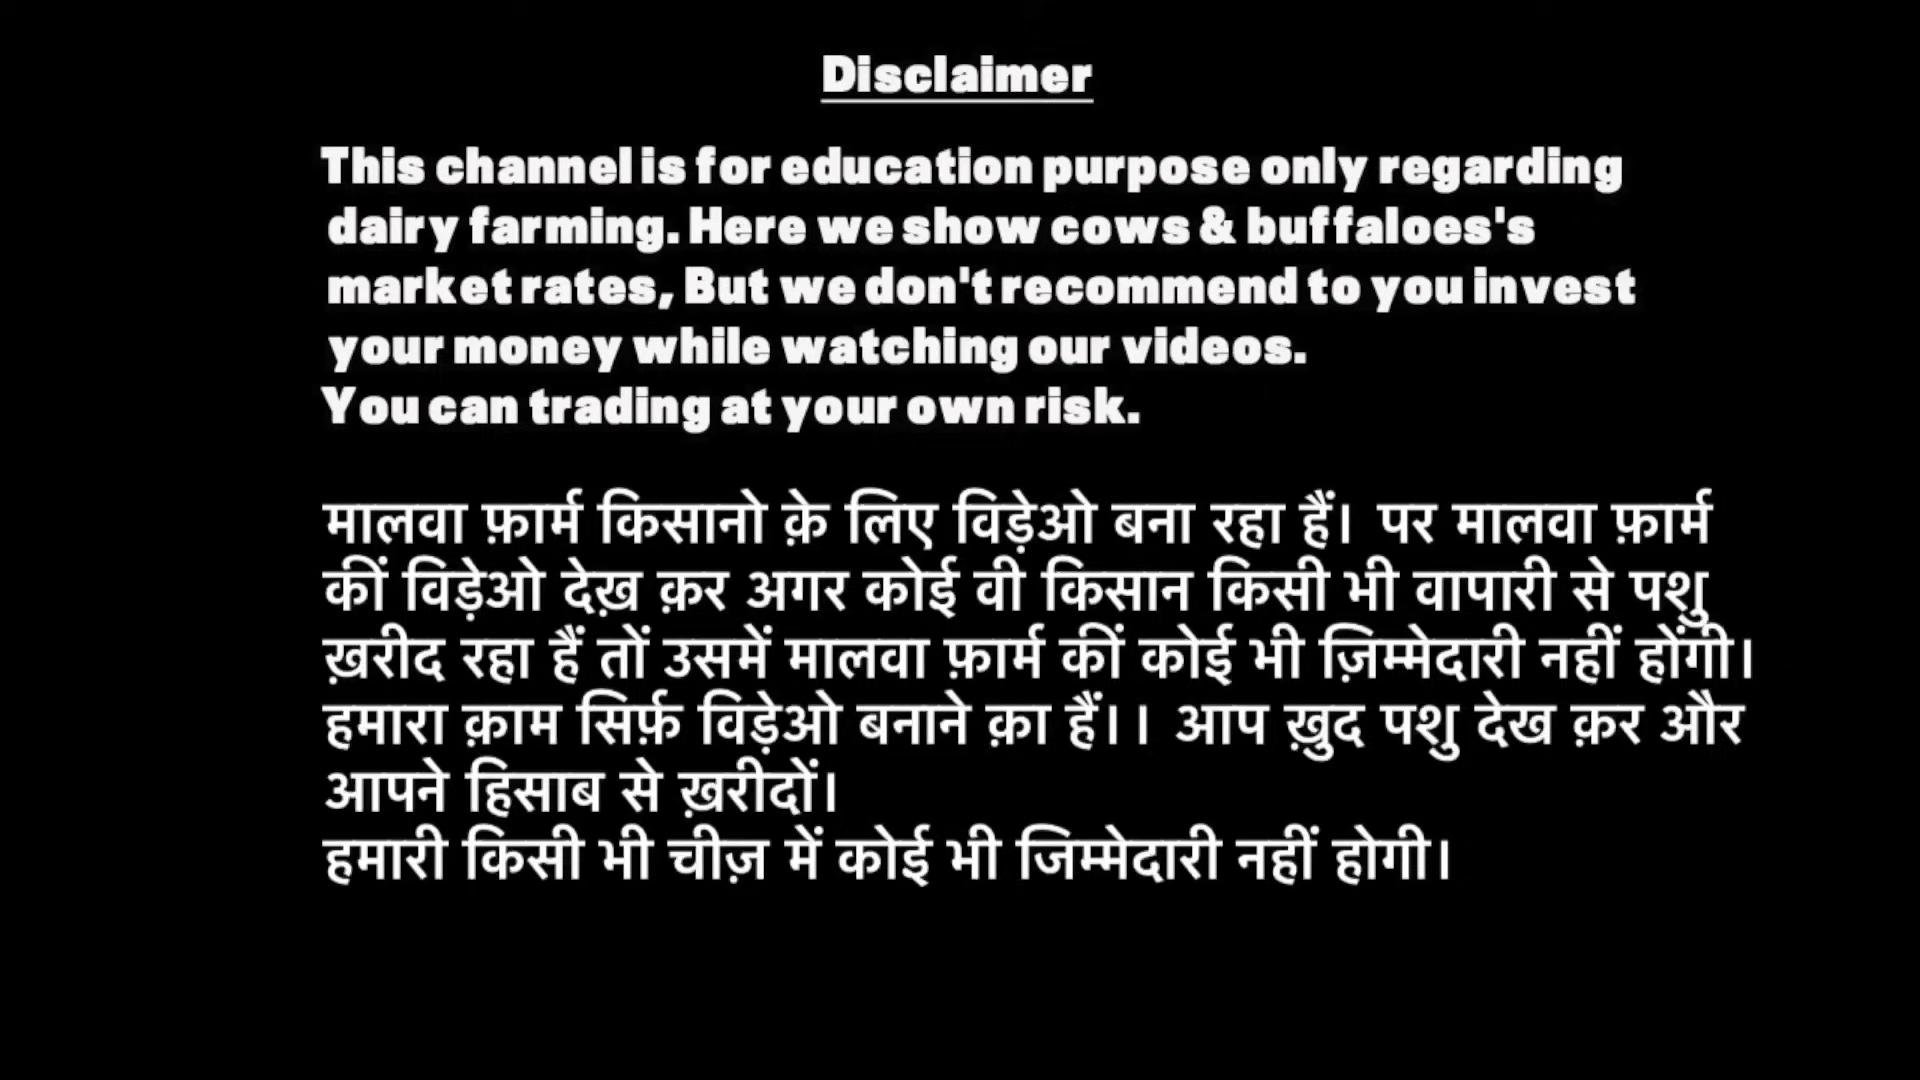 Disclaimer
This channel is for education purpose only regarding
dairy farming. Here we show cows & buffaloes's
market rates, But we don't recommend to you invest
your money while watching our videos.
You can trading at your own risk.
मालवा फ़ार्म किसानो क़े लिए विड़ेओ बना रहा हैं। पर मालवा फ़ार्म
कीं विड़ेओ देख़ क़र अगर कोई वी किसान किसी भी वापारी से पशु
ख़रीद रहा हैं तों उसमें मालवा फ़ार्म कीं कोई भी ज़िम्मेदारी नहीं होंगी।
हमारा क़ाम सिर्फ़ विड़ेओ बनाने क़ा हैं।। आप ख़ुद पशु देख क़र और
आपने हिसाब से ख़रीदों।
हमारी किसी भी चीज़ में कोई भी जिम्मेदारी नहीं होगी।